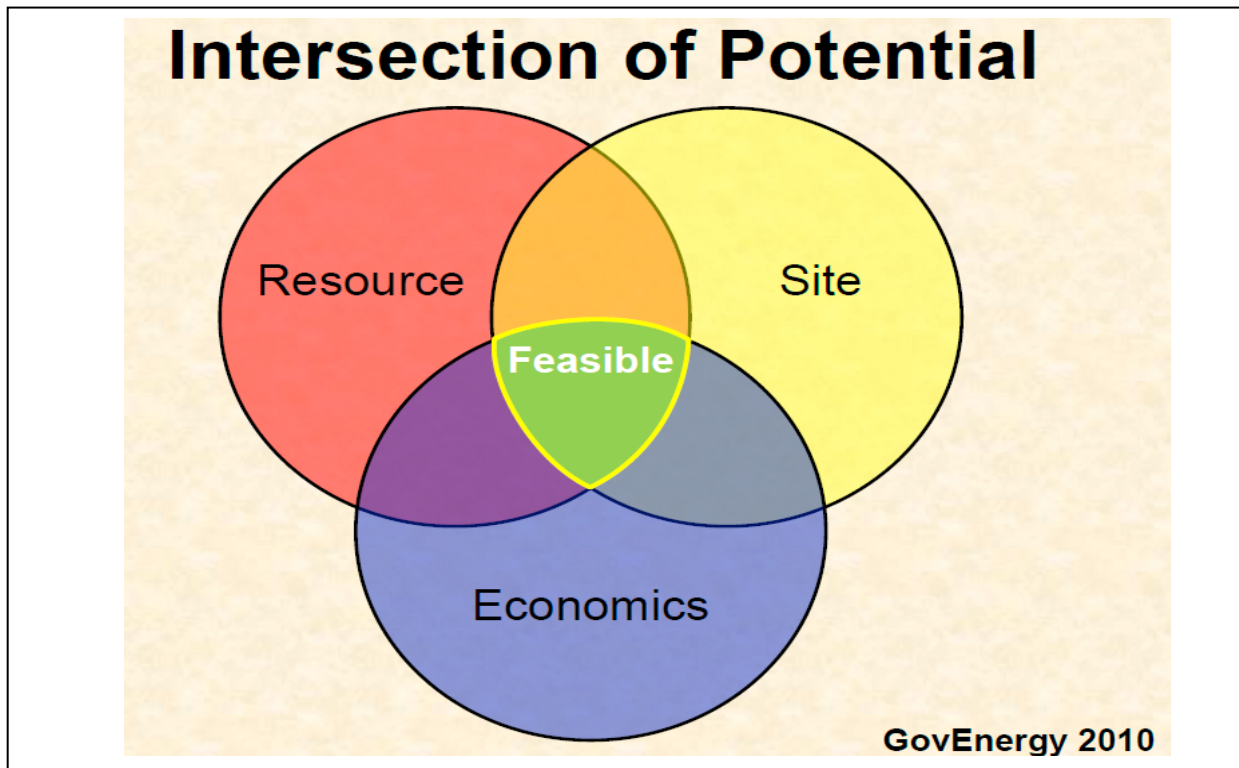 Intersection of Potential
Resource
Site
Feasible
Economics
GovEnergy 2010